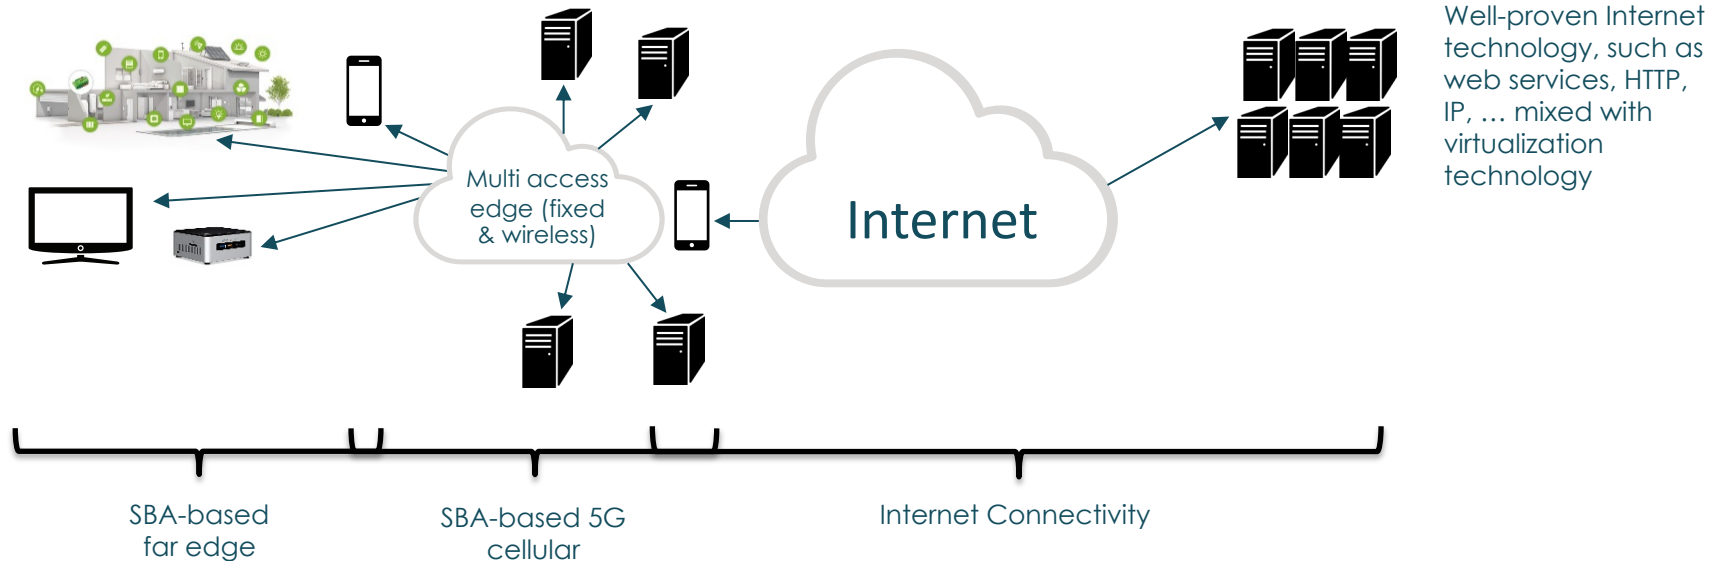 Well-proven Internet
technology, such as
web services, HTTP,
IP, … mixed with
virtualization
technology
Multi access
edge (fixed
& wireless)
Internet
SBA-based
far edge
SBA-based 5G
cellular
Internet Connectivity